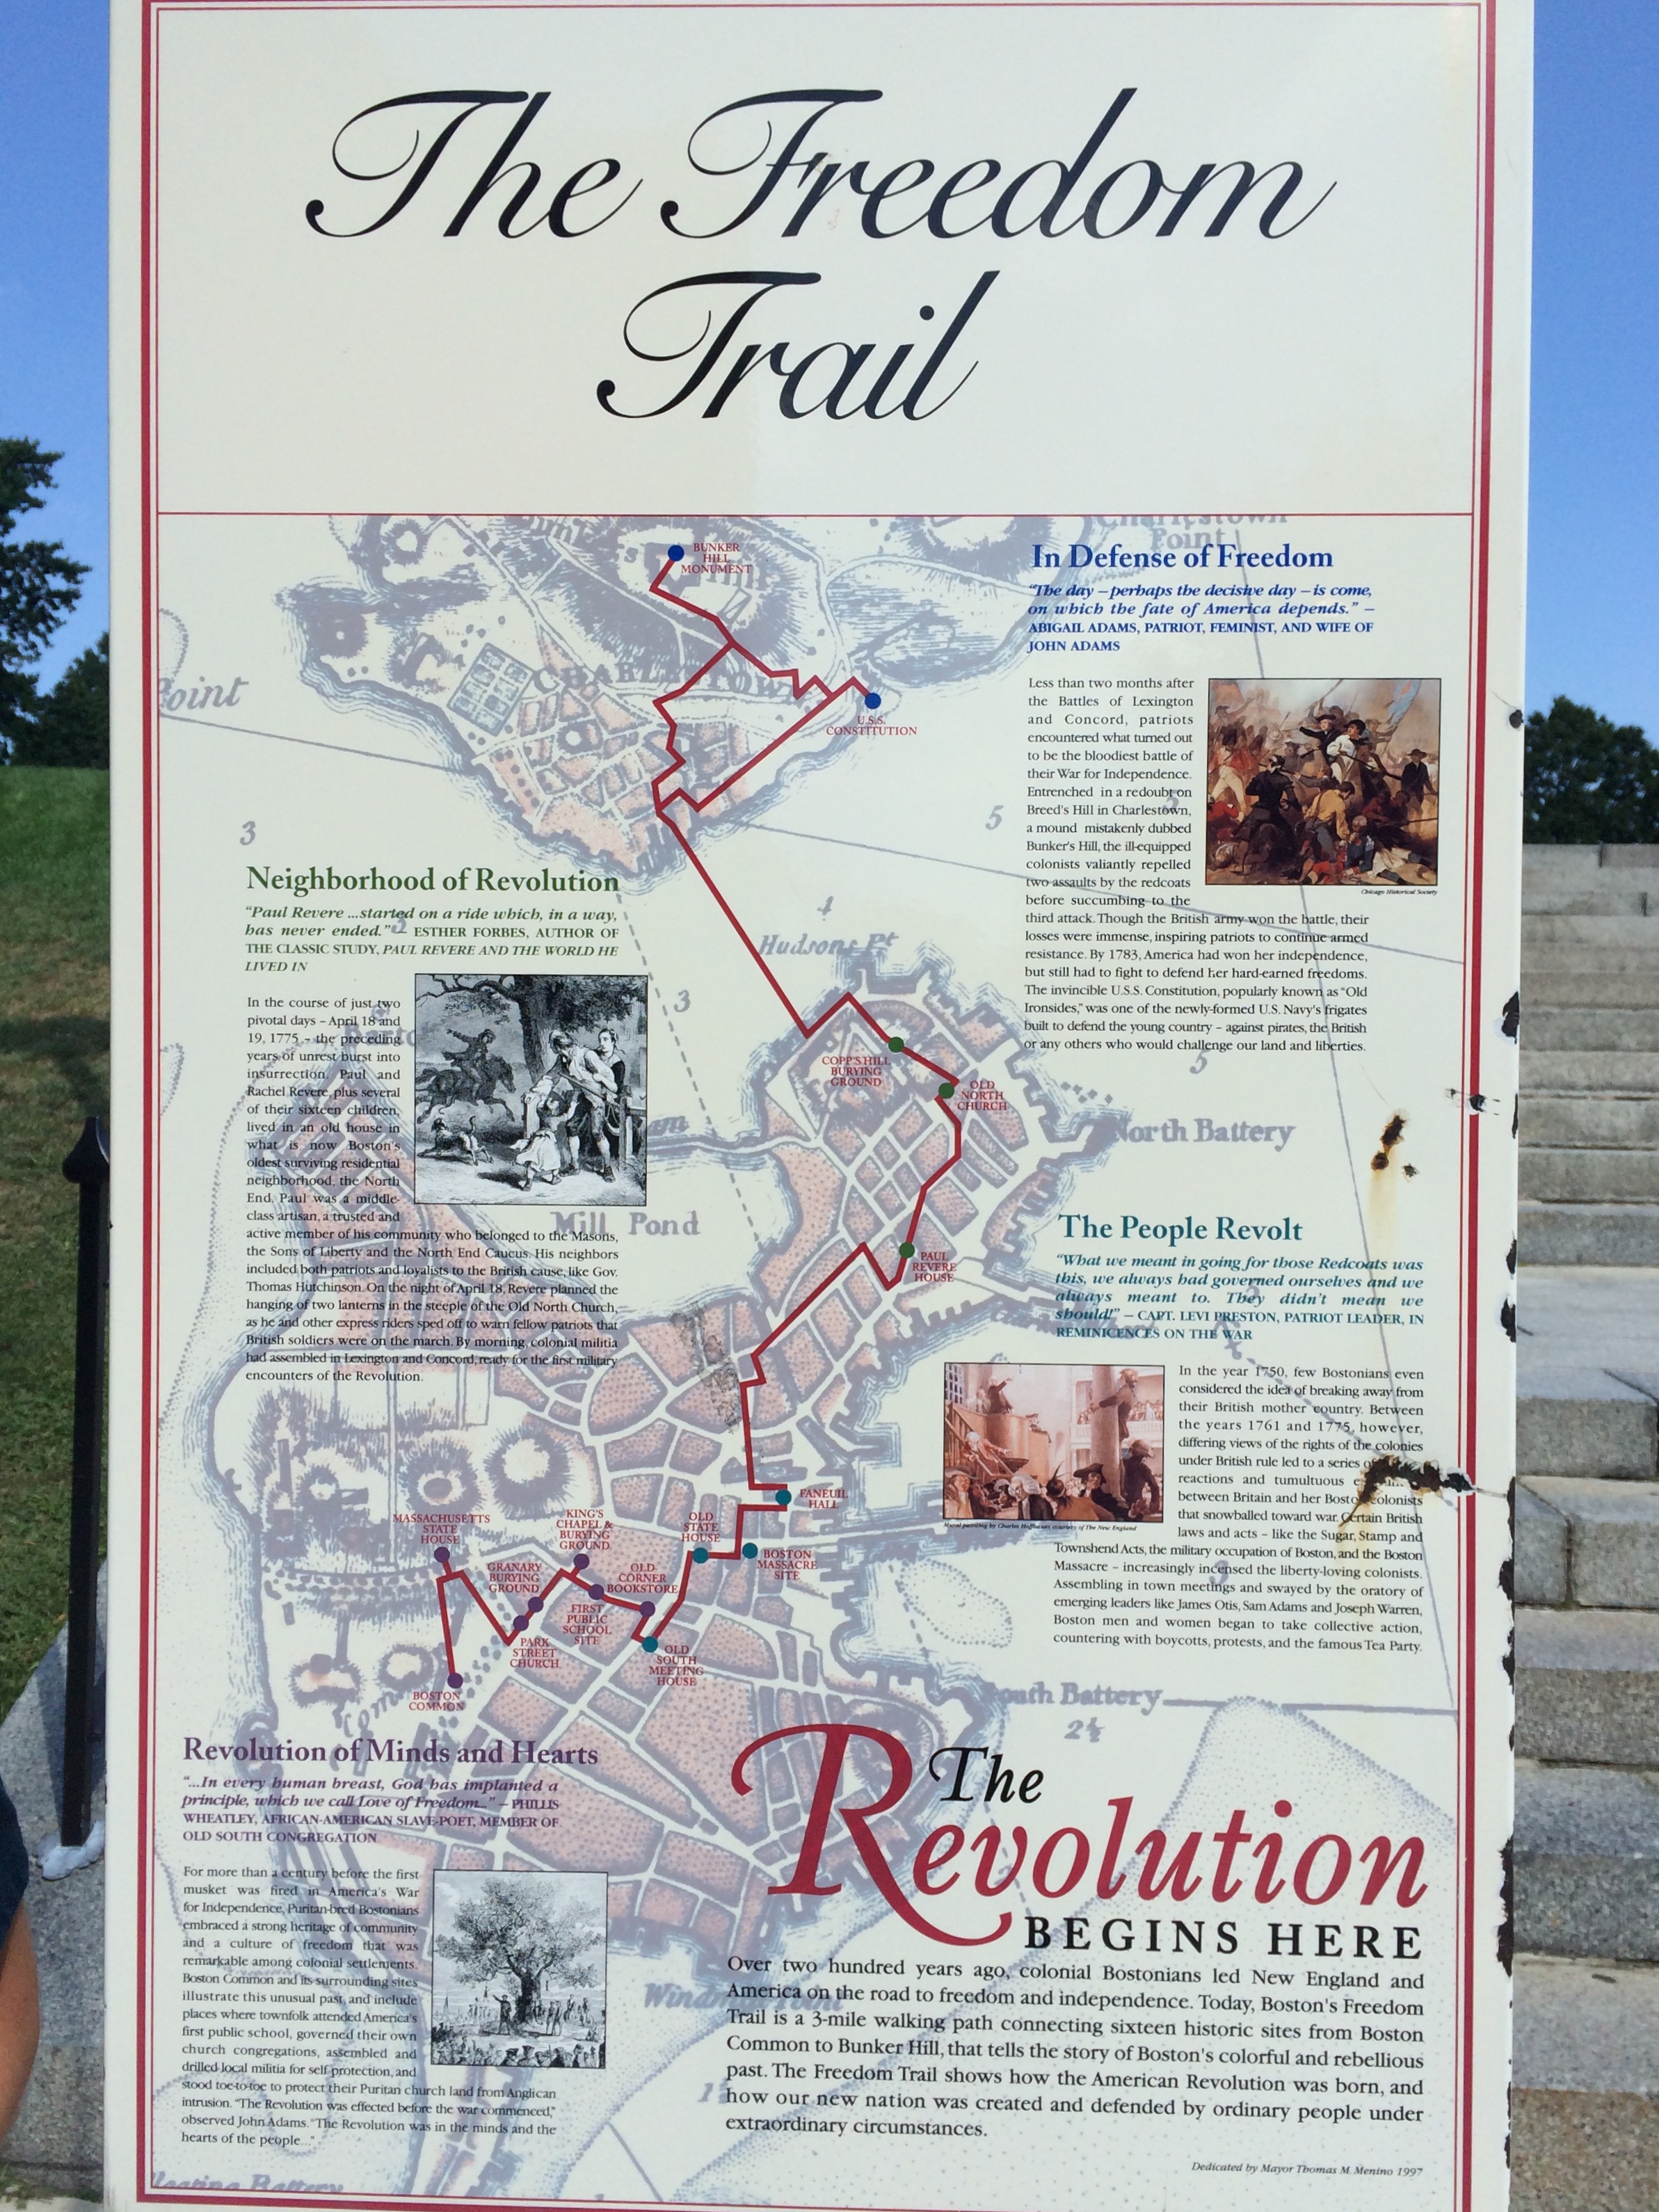 The Freedom
Trail
BUNKER
HILL
MONUMENT
Point
CHARLESTOWN
U.S.S.
CONSTITUTION
In Defense of Freedom
"The day – perhaps the decisive day – is come,
on which the fate of America depends." –
ABIGAIL ADAMS, PATRIOT, FEMINIST, AND WIFE OF
JOHN ADAMS
Less than two months after
the Battles of Lexington
and Concord, patriots
encountered what turned out
to be the bloodiest battle of
their War for Independence.
Entrenched in a redoubt on
Breed's Hill in Charlestown,
a mound mistakenly dubbed
Bunker's Hill, the ill-equipped
colonists valiantly repelled
two assaults by the redcoats
before succumbing to the
third attack. Though the British army won the battle, their
losses were immense, inspiring patriots to continue armed
resistance. By 1783, America had won her independence,
but still had to fight to defend her hard-earned freedoms.
The invincible U.S.S. Constitution, popularly known as "Old
Ironsides," was one of the newly-formed U.S. Navy's frigates
built to defend the young country – against pirates, the British
or any others who would challenge our land and liberties.
Chicago Historical Society
Point
5
3
4
3
5
Hudsons Pt
Neighborhood of Revolution
"Paul Revere ...started on a ride which, in a way,
has never ended." – ESTHER FORBES, AUTHOR OF
THE CLASSIC STUDY, PAUL REVERE AND THE WORLD HE
LIVED IN
In the course of just two
pivotal days – April 18 and
19, 1775 – the preceding
years of unrest burst into
insurrection. Paul and
Rachel Revere, plus several
of their sixteen children,
lived in an old house in
what is now Boston's
oldest surviving residential
neighborhood, the North
End. Paul was a middle-
class artisan, a trusted and
active member of his community who belonged to the Masons,
the Sons of Liberty and the North End Caucus. His neighbors
included both patriots and loyalists to the British cause, like Gov.
Thomas Hutchinson. On the night of April 18, Revere planned the
hanging of two lanterns in the steeple of the Old North Church,
as he and other express riders sped off to warn fellow patriots that
British soldiers were on the march. By morning, colonial militia
had assembled in Lexington and Concord, ready for the first military
encounters of the Revolution.
COPP'S HILL
BURYING
GROUND
OLD
NORTH
CHURCH
North Battery
Mill Pond
PAUL
REVERE
HOUSE
The People Revolt
"What we meant in going for those Redcoats was
this, we always had governed ourselves and we
always meant to. They didn't mean we
should!" – CAPT. LEVI PRESTON, PATRIOT LEADER, IN
REMINICENCES ON THE WAR
In the year 1750, few Bostonians even
considered the idea of breaking away from
their British mother country. Between
the years 1761 and 1775, however,
differing views of the rights of the colonies
under British rule led to a series
reactions and tumultuous
between Britain and her Boston colonists
that snowballed toward war. Certain British
laws and acts – like the Sugar, Stamp and
Townshend Acts, the military occupation of Boston, and the Boston
Massacre – increasingly incensed the liberty-loving colonists.
Assembling in town meetings and swayed by the oratory of
emerging leaders like James Otis, Sam Adams and Joseph Warren,
Boston men and women began to take collective action,
countering with boycotts, protests, and the famous Tea Party.
Mural painting by Charles Hoffbauer, courtesy of The New England
FANEUIL
HALL
MASSACHUSETTS
STATE
HOUSE
KING'S
CHAPEL &
BURYING
GROUND
OLD
STATE
HOUSE
BOSTON
MASSACRE
SITE
GRANARY
BURYING
GROUND
OLD
CORNER
BOOKSTORE
FIRST
PUBLIC
SCHOOL
SITE
PARK
STREET
CHURCH
OLD
SOUTH
MEETING
HOUSE
BOSTON
COMMON
South Battery
2½
Revolution of Minds and Hearts
"...In every human breast, God has implanted a
principle, which we call Love of Freedom..." – PHILLIS
WHEATLEY, AFRICAN-AMERICAN SLAVE-POET, MEMBER OF
OLD SOUTH CONGREGATION
For more than a century before the first
musket was fired in America's War
for Independence, Puritan-bred Bostonians
embraced a strong heritage of community
and a culture of freedom that was
remarkable among colonial settlements.
Boston Common and its surrounding sites
illustrate this unusual past, and include
places where townfolk attended America's
first public school, governed their own
church congregations, assembled and
drilled local militia for self-protection, and
stood toe-to-toe to protect their Puritan church land from Anglican
intrusion. "The Revolution was effected before the war commenced,"
observed John Adams. "The Revolution was in the minds and the
hearts of the people..."
The
Revolution
BEGINS HERE
Over two hundred years ago, colonial Bostonians led New England and
America on the road to freedom and independence. Today, Boston's Freedom
Trail is a 3-mile walking path connecting sixteen historic sites from Boston
Common to Bunker Hill, that tells the story of Boston's colorful and rebellious
past. The Freedom Trail shows how the American Revolution was born, and
how our new nation was created and defended by ordinary people under
extraordinary circumstances.
Dedicated by Mayor Thomas M. Menino 1997